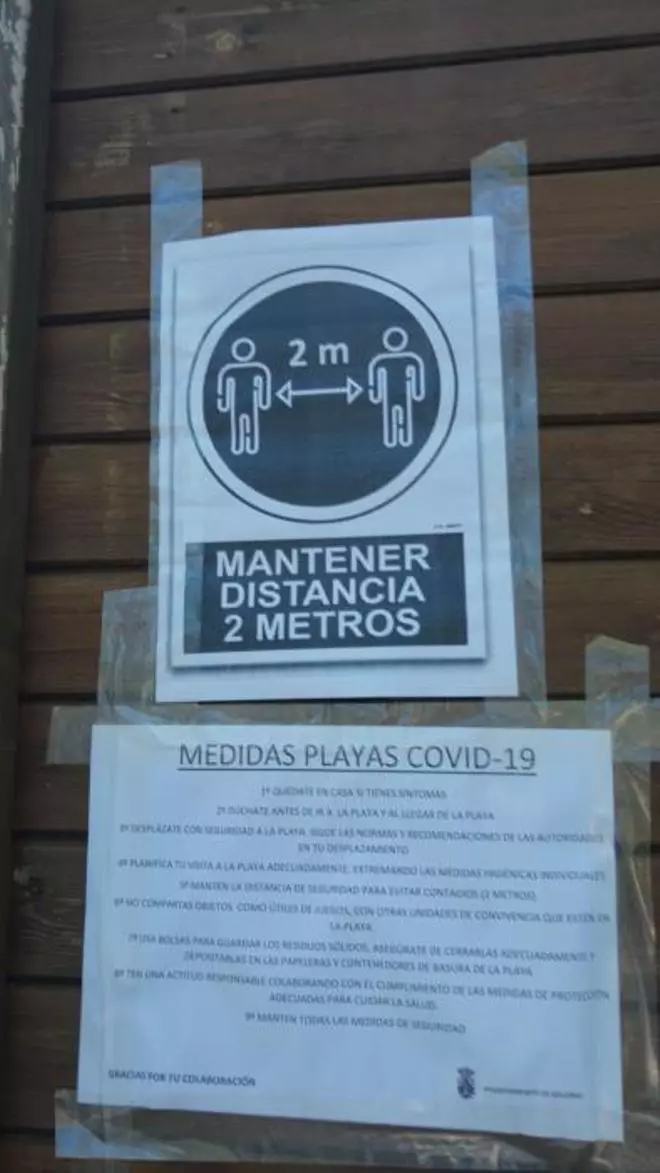 2 m
MANTENER
DISTANCIA
2 METROS
MEDIDAS PLAYAS COVID-19
1º QUÉDATE EN CASA SI TIENES SÍNTOMAS
2º DÚCHATE ANTES DE IR A LA PLAYA Y AL LLEGAR DE LA PLAYA
3º DESPLÁZATE CON SEGURIDAD A LA PLAYA. SIGUE LAS NORMAS Y RECOMENDACIONES DE LAS AUTORIDADES
EN TU DESPLAZAMIENTO
4º PLANIFICA TU VISITA A LA PLAYA ADECUADAMENTE, EXTREMANDO LAS MEDIDAS HIGIÉNICAS INDIVIDUALES
5º MANTEN LA DISTANCIA DE SEGURIDAD PARA EVITAR CONTAGIOS (2 METROS)
6º NO COMPARTAS OBJETOS, COMO ÚTILES DE JUEGOS, CON OTRAS UNIDADES DE CONVIVENCIA QUE ESTÉN EN
LA PLAYA
7º USA BOLSAS PARA GUARDAR LOS RESIDUOS SÓLIDOS, ASEGÚRATE DE CERRARLAS ADECUADAMENTE Y
DEPOSITARLAS EN LAS PAPELERAS Y CONTENEDORES DE BASURA DE LA PLAYA
8º TEN UNA ACTITUD RESPONSABLE COLABORANDO CON EL CUMPLIMIENTO DE LAS MEDIDAS DE PROTECCIÓN
ADECUADAS PARA CUIDAR LA SALUD.
9º MANTEN TODAS LAS MEDIDAS DE SEGURIDAD
GRACIAS POR TU COLABORACIÓN
AYUNTAMIENTO DE